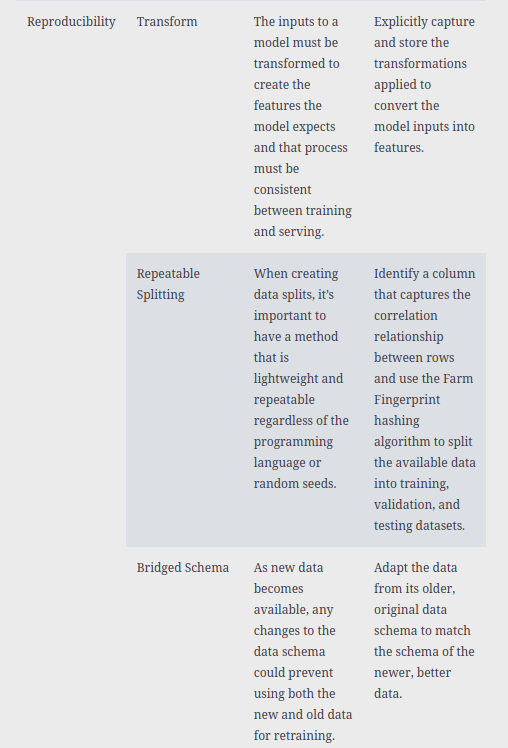 Reproducibility
Transform
The inputs to a
model must be
transformed to
create the
features the
model expects
and that process
must be
consistent
between training
and serving.
Explicitly capture
and store the
transformations
applied to
convert the
model inputs into
features.
Repeatable
Splitting
When creating
data splits, it’s
important to
have a method
that is
lightweight and
repeatable
regardless of the
programming
language or
random seeds.
Identify a column
that captures the
correlation
relationship
between rows
and use the Farm
Fingerprint
hashing
algorithm to split
the available data
into training,
validation, and
testing datasets.
Bridged Schema
As new data
becomes
available, any
changes to the
data schema
could prevent
using both the
new and old data
for retraining.
Adapt the data
from its older,
original data
schema to match
the schema of the
newer, better
data.